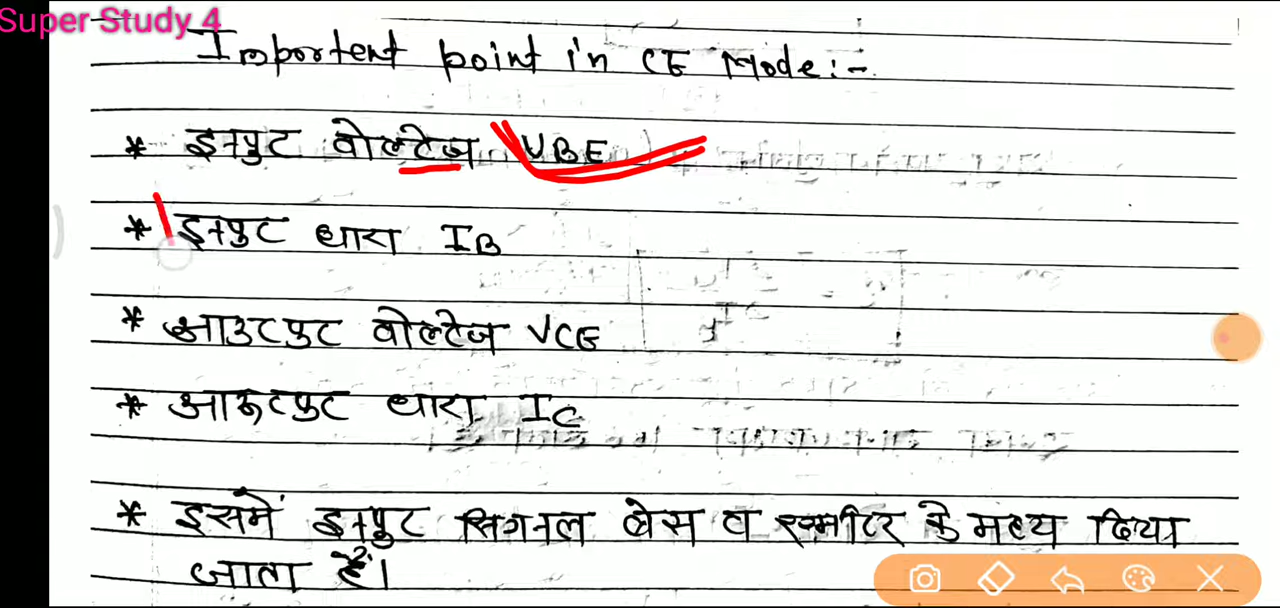 Super Study 4
Importent point in CE Mode:-
* इनपुट वोल्टेज VBE
* इनपुट धारा IB
* आउटपुट वोल्टेज VCE
* आऊटपुट धारा IC
* इसमें इनपुट सिगनल बेस व एमीटर के मध्य दिया
जाता है।